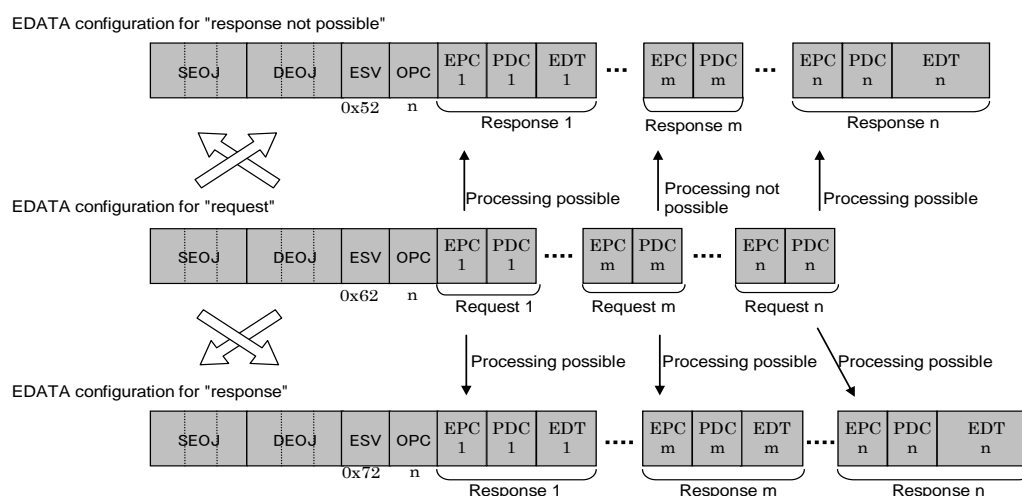 EDATA configuration for "response not possible"
SEOJ DEOJ ESV OPC EPC 1 PDC 1 EDT 1 ... EPC m PDC m ... EPC n PDC n EDT n
0x52 n
Response 1 Response m Response n
Processing possible Processing not possible Processing possible
EDATA configuration for "request"
SEOJ DEOJ ESV OPC EPC 1 PDC 1 .... EPC m PDC m .... EPC n PDC n
0x62 n
Request 1 Request m Request n
Processing possible Processing possible Processing possible
EDATA configuration for "response"
SEOJ DEOJ ESV OPC EPC 1 PDC 1 EDT 1 .... EPC m PDC m EDT m .... EPC n PDC n EDT n
0x72 n
Response 1 Response m Response n